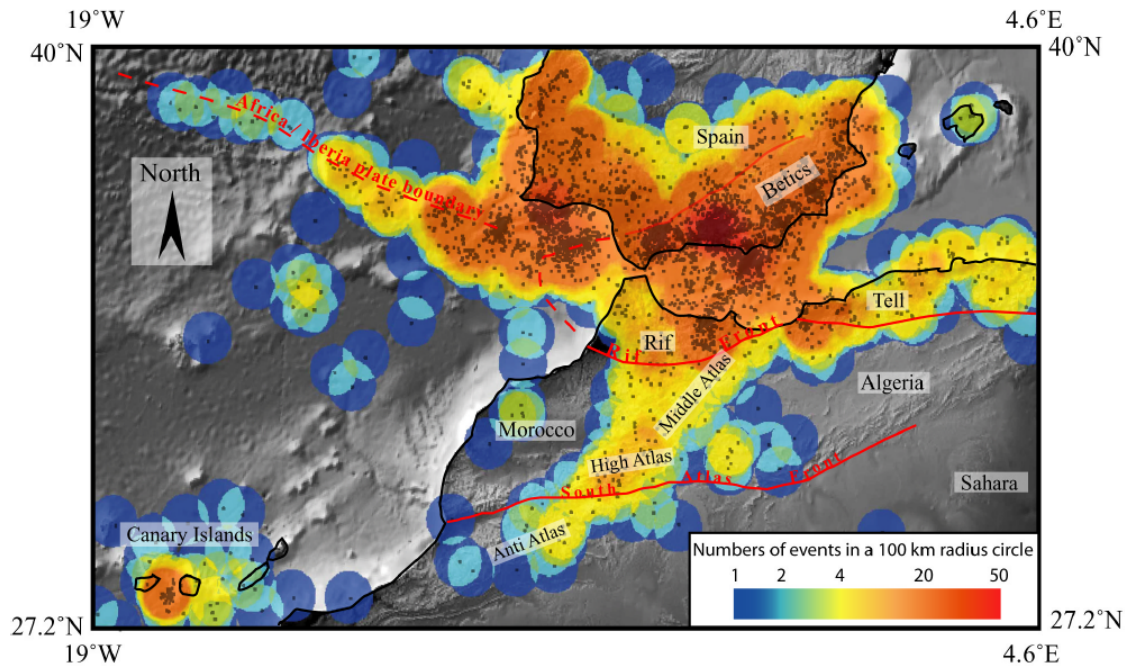 19°W
4.6°E
40°N
40°N
Africa / Iberia plate boundary
Spain
Betics
North
Tell
Rif
Rif Front
Middle Atlas
Algeria
Morocco
High Atlas
South Atlas Front
Sahara
Anti Atlas
Canary Islands
Numbers of events in a 100 km radius circle
1 2 4 20 50
27.2°N
27.2°N
19°W
4.6°E